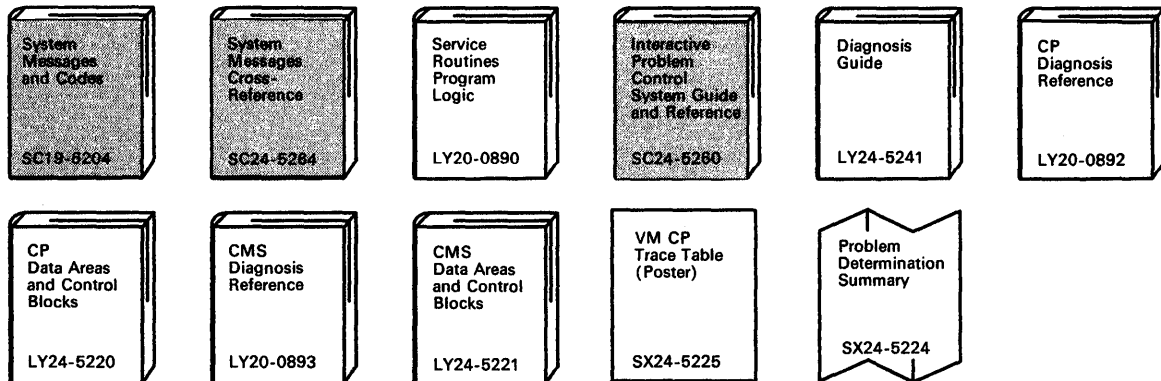 System
Messages
and Codes
SC19-6204
System
Messages
Cross-
Reference
SC24-5264
Service
Routines
Program
Logic
LY20-0890
Interactive
Problem
Control
System Guide
and Reference
SC24-5260
Diagnosis
Guide
LY24-5241
CP
Diagnosis
Reference
LY20-0892
CP
Data Areas
and Control
Blocks
LY24-5220
CMS
Diagnosis
Reference
LY20-0893
CMS
Data Areas
and Control
Blocks
LY24-5221
VM CP
Trace Table
(Poster)
SX24-5225
Problem
Determination
Summary
SX24-5224